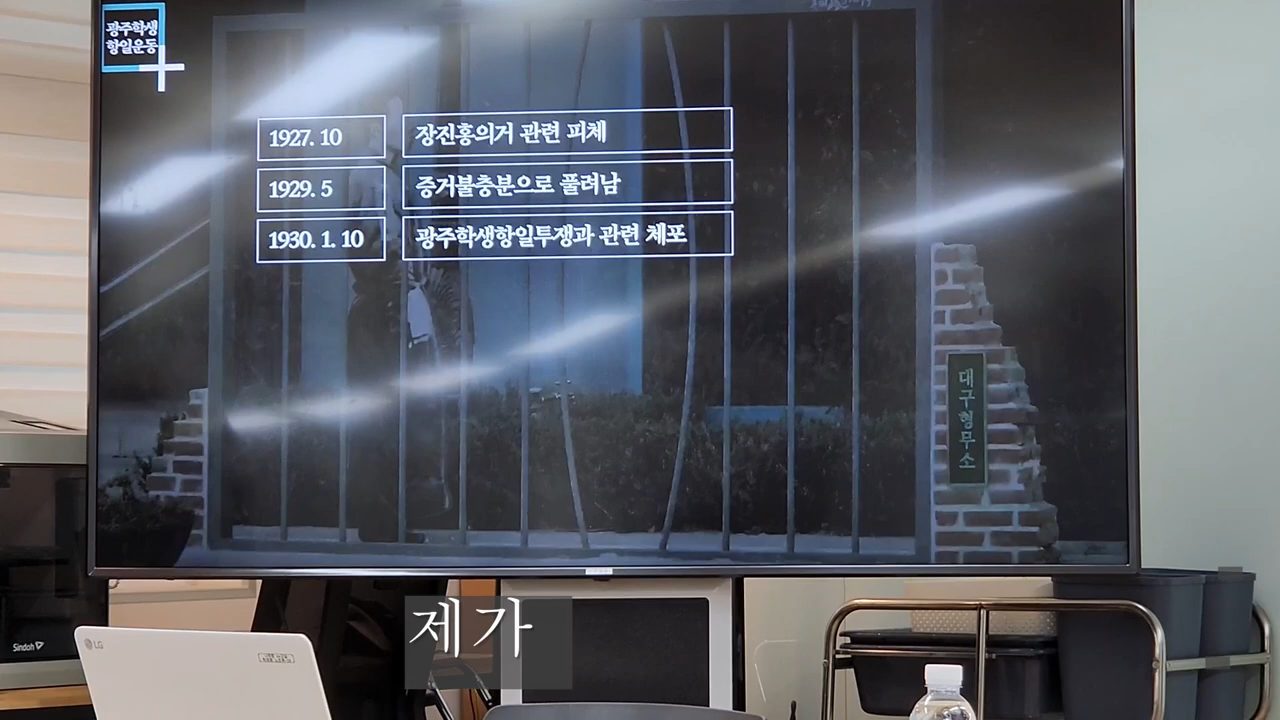 광주학생
항일운동
1927. 10
장진홍의거 관련 피체
1929. 5
증거불충분으로 풀려남
1930. 1. 10
광주학생항일투쟁과 관련 체포
대구형무소
Sindoh
LG
제가